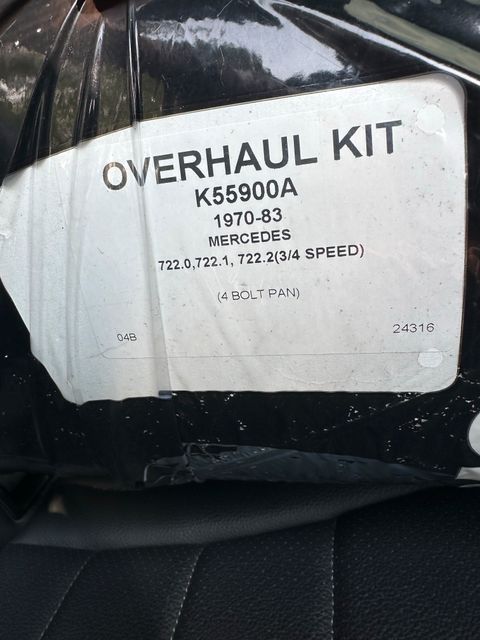 OVERHAUL KIT
K55900A
1970-83
MERCEDES
722.0,722.1, 722.2(3/4 SPEED)
(4 BOLT PAN)
04B
24316